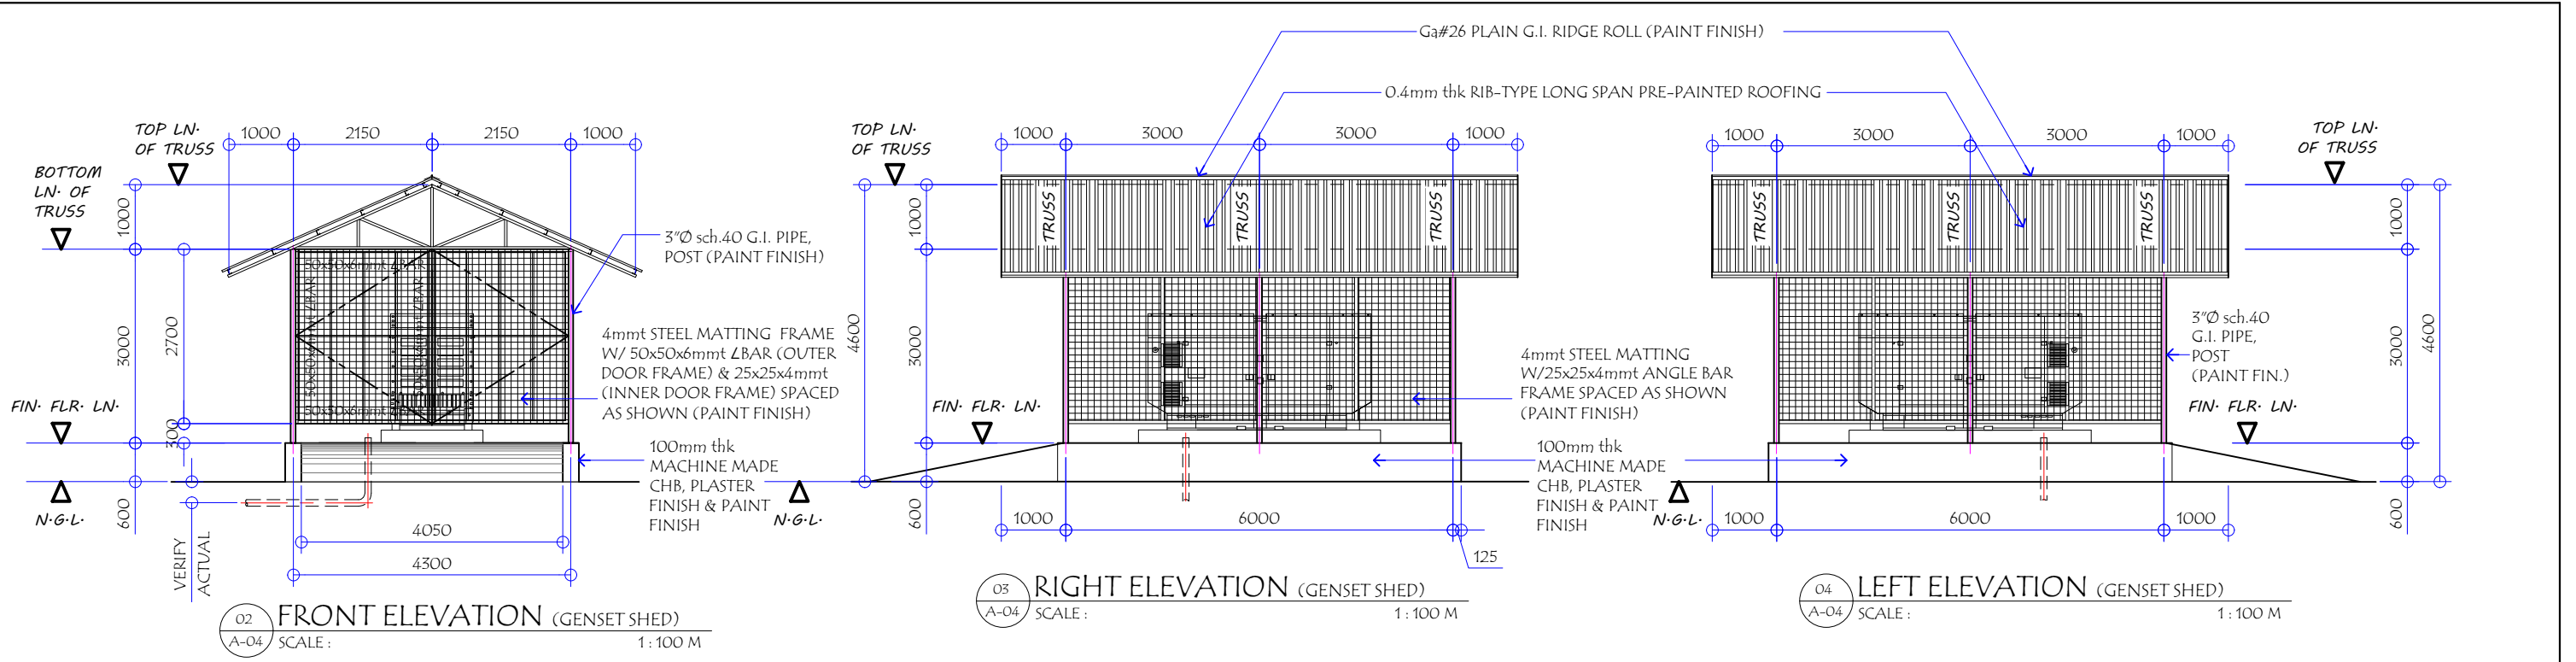 Ga#26 PLAIN G.I. RIDGE ROLL (PAINT FINISH)
0.4mm thk RIB-TYPE LONG SPAN PRE-PAINTED ROOFING
TOP LN.
OF TRUSS
1000
2150
2150
1000
BOTTOM
LN. OF
TRUSS
1000
3000
2700
300
600
FIN. FLR. LN.
N.G.L.
VERIFY
ACTUAL
50x50x6mmt ∠BAR
50x50x6mmt ∠BAR
50x50x6mmt ∠BAR
50x50x6mmt ∠BAR
3"Ø sch.40 G.I. PIPE,
POST (PAINT FINISH)
4mmt STEEL MATTING FRAME
W/ 50x50x6mmt ∠BAR (OUTER
DOOR FRAME) & 25x25x4mmt
(INNER DOOR FRAME) SPACED
AS SHOWN (PAINT FINISH)
100mm thk
MACHINE MADE
CHB, PLASTER
FINISH & PAINT
FINISH
4050
4300
02
A-04
FRONT ELEVATION (GENSET SHED)
SCALE :
1 : 100 M
TOP LN.
OF TRUSS
1000
3000
3000
1000
4600
1000
3000
600
FIN. FLR. LN.
N.G.L.
TRUSS
TRUSS
TRUSS
4mmt STEEL MATTING
W/25x25x4mmt ANGLE BAR
FRAME SPACED AS SHOWN
(PAINT FINISH)
100mm thk
MACHINE MADE
CHB, PLASTER
FINISH & PAINT
FINISH
1000
6000
125
03
A-04
RIGHT ELEVATION (GENSET SHED)
SCALE :
1 : 100 M
1000
3000
3000
1000
TOP LN.
OF TRUSS
TRUSS
TRUSS
TRUSS
1000
3000
4600
600
3"Ø sch.40
G.I. PIPE,
POST
(PAINT FIN.)
FIN. FLR. LN.
N.G.L.
1000
6000
1000
04
A-04
LEFT ELEVATION (GENSET SHED)
SCALE :
1 : 100 M